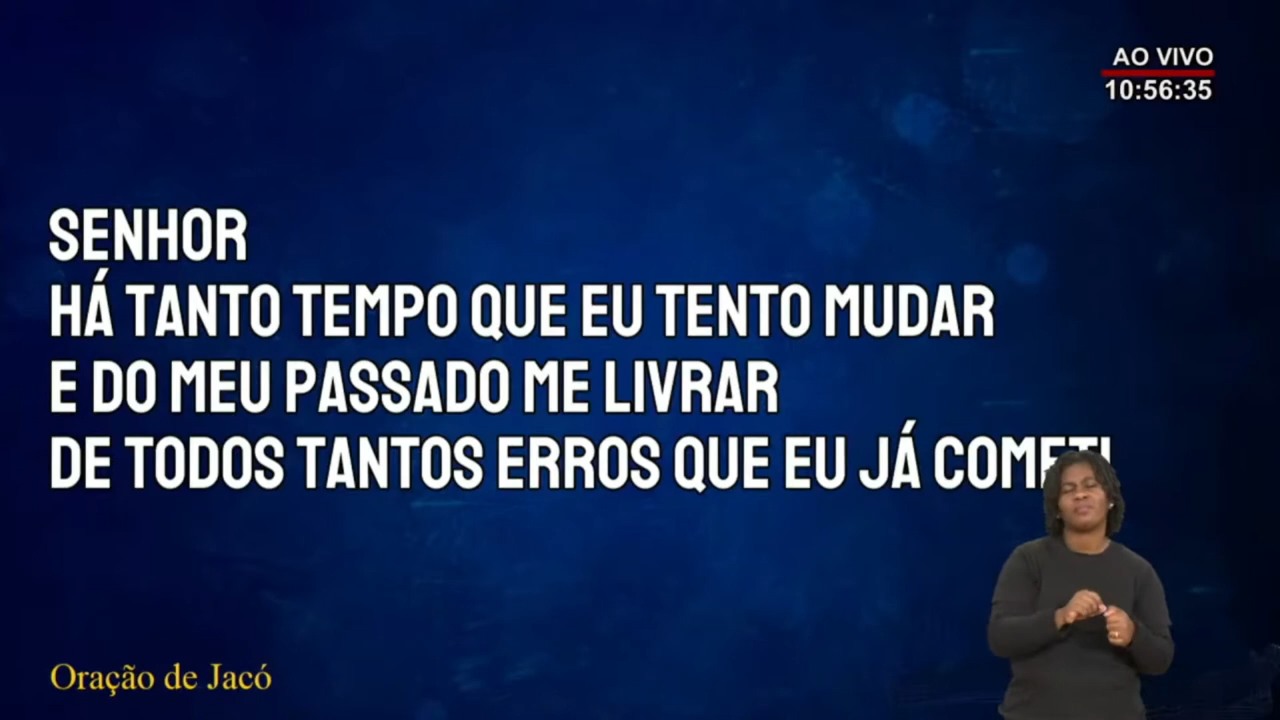 AO VIVO
10:56:35
SENHOR
HÁ TANTO TEMPO QUE EU TENTO MUDAR
E DO MEU PASSADO ME LIVRAR
DE TODOS TANTOS ERROS QUE EU JÁ COMETI
Oração de Jacó